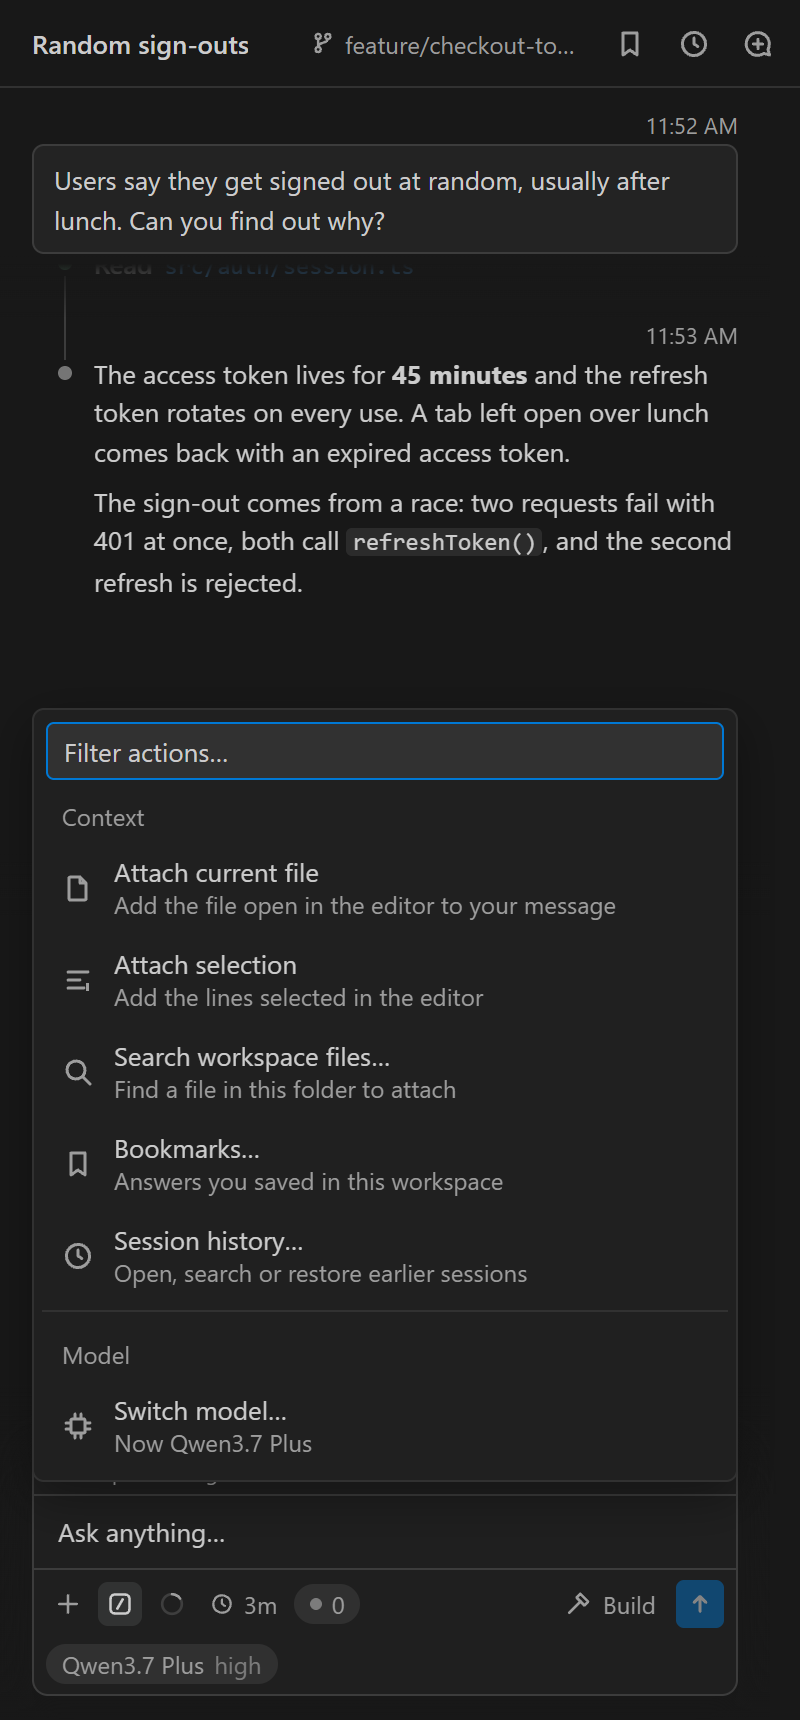 Random sign-outs
feature/checkout-to...
11:52 AM
Users say they get signed out at random, usually after
lunch. Can you find out why?
Read src/auth/session.ts
11:53 AM
The access token lives for 45 minutes and the refresh
token rotates on every use. A tab left open over lunch
comes back with an expired access token.
The sign-out comes from a race: two requests fail with
401 at once, both call refreshToken(), and the second
refresh is rejected.
Filter actions...
Context
Attach current file
Add the file open in the editor to your message
Attach selection
Add the lines selected in the editor
Search workspace files...
Find a file in this folder to attach
Bookmarks...
Answers you saved in this workspace
Session history...
Open, search or restore earlier sessions
Model
Switch model...
Now Qwen3.7 Plus
Ask anything...
3m
0
Build
Qwen3.7 Plus high